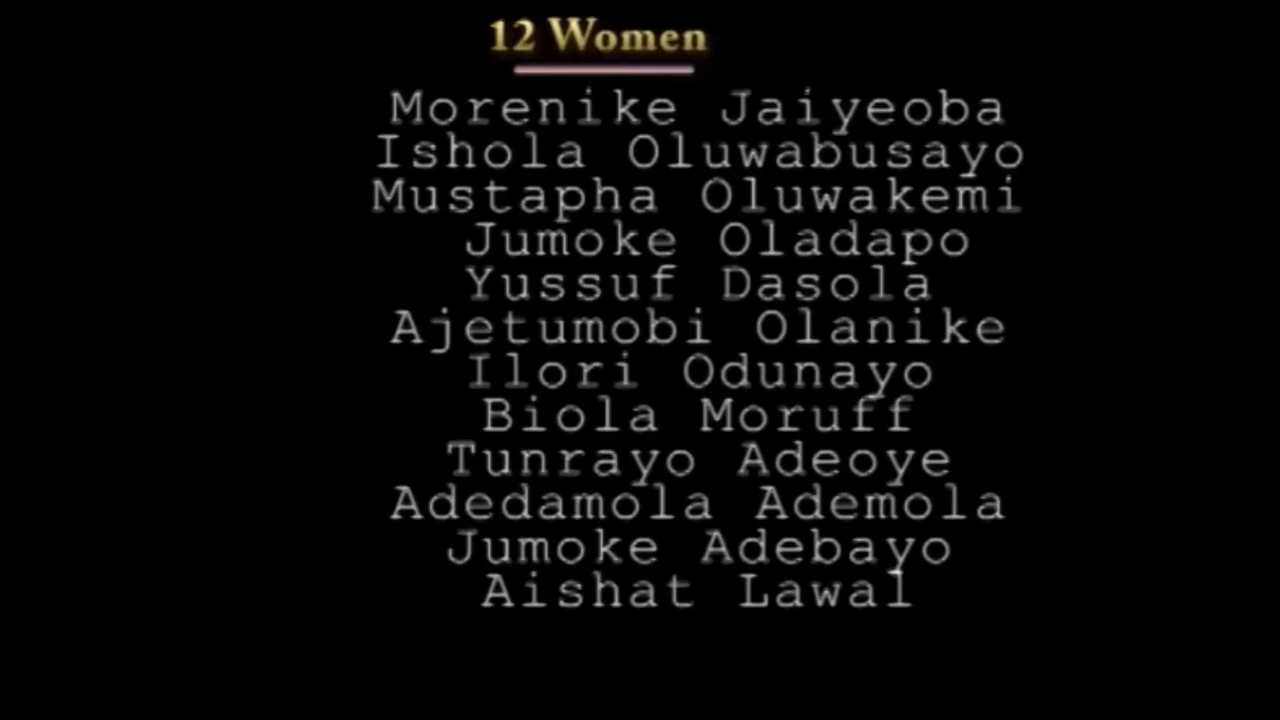 12 Women
Morenike Jaiyeoba
Ishola Oluwabusayo
Mustapha Oluwakemi
Jumoke Oladapo
Yussuf Dasola
Ajetumobi Olanike
Ilori Odunayo
Biola Moruff
Tunrayo Adeoye
Adedamola Ademola
Jumoke Adebayo
Aishat Lawal